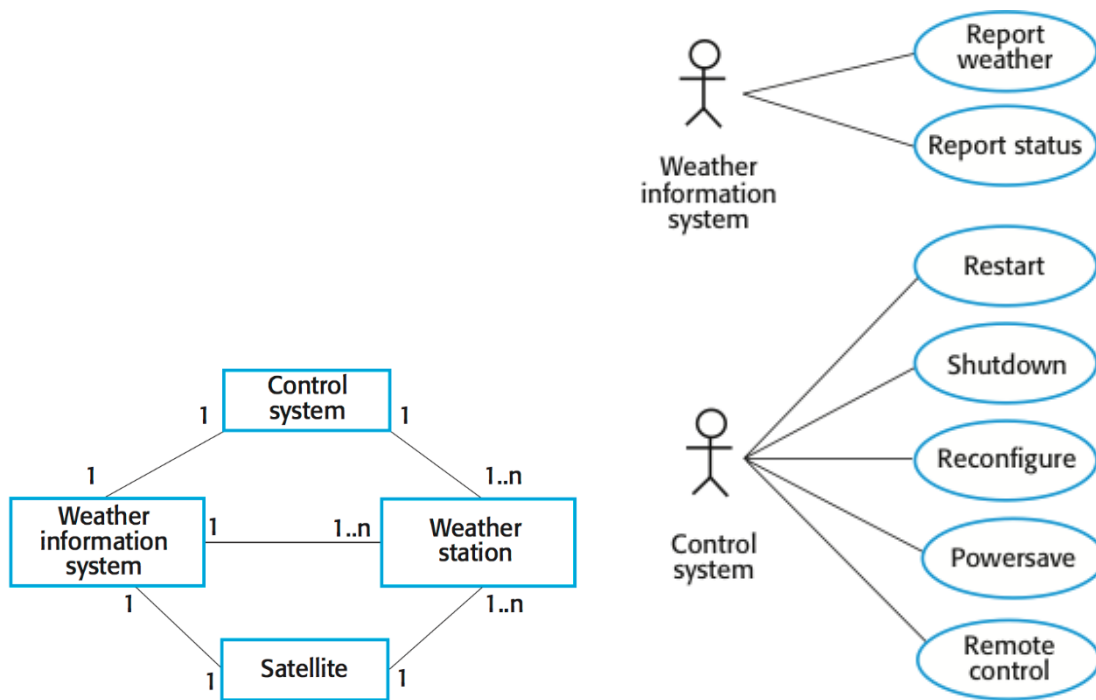 Control
system
1
1
1
1..n
Weather
information
system
1
1..n
Weather
station
1
1..n
1
Satellite
1
Report
weather
Report status
Weather
information
system
Restart
Shutdown
Reconfigure
Control
system
Powersave
Remote
control